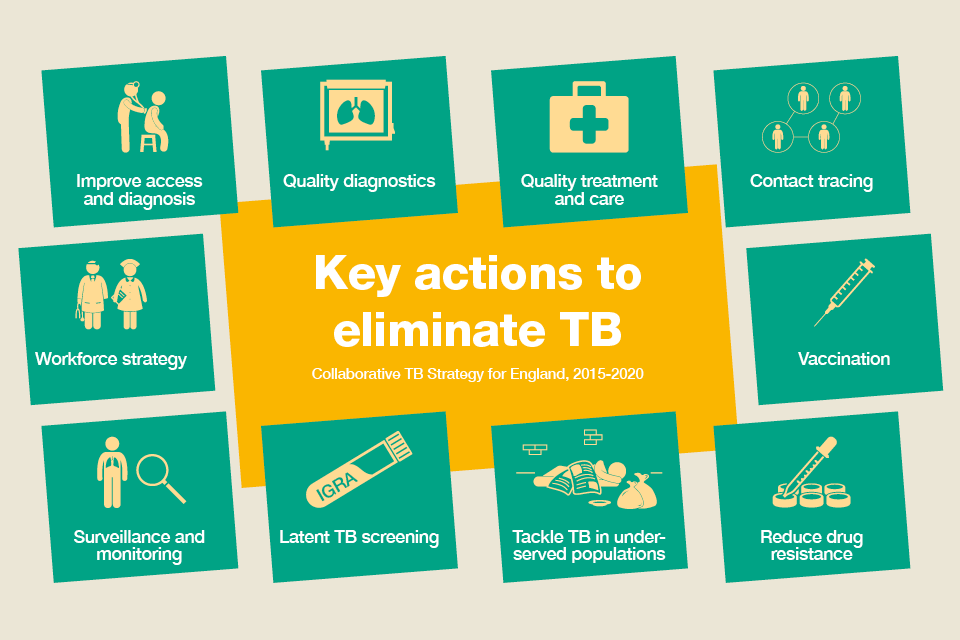 Improve access
and diagnosis
Quality diagnostics
Quality treatment
and care
Contact tracing
Key actions to
eliminate TB
Collaborative TB Strategy for England, 2015-2020
Workforce strategy
Vaccination
Surveillance and
monitoring
IGRA
Latent TB screening
Tackle TB in under-
served populations
Reduce drug
resistance